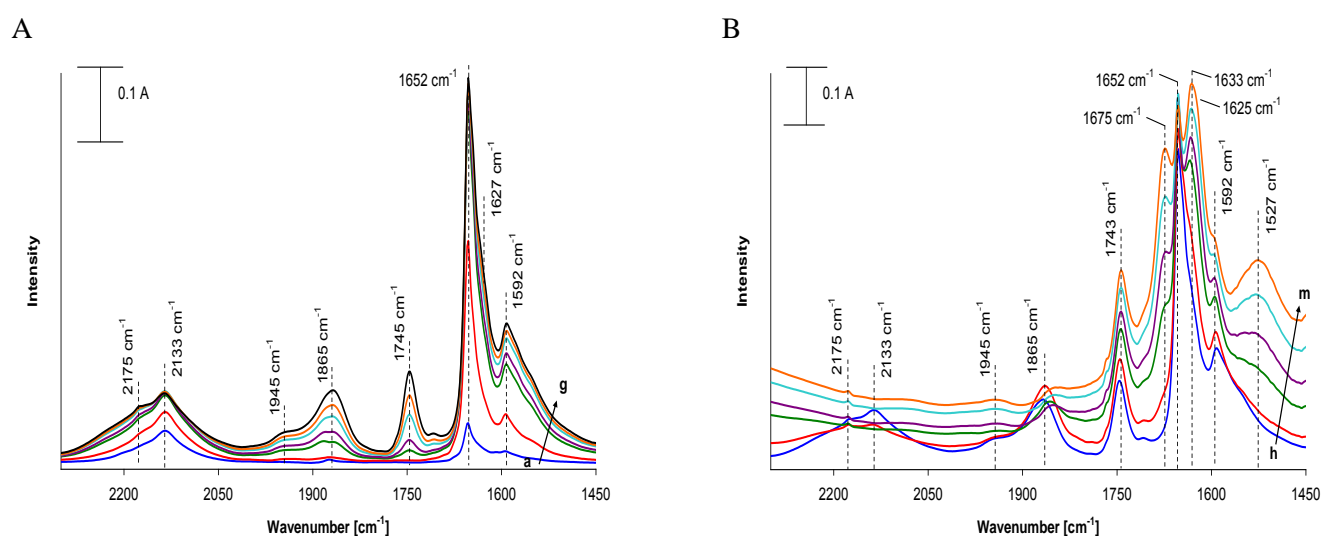 A
0.1 A
Intensity
2175 cm-1
2133 cm-1
1945 cm-1
1865 cm-1
1745 cm-1
1652 cm-1
1627 cm-1
1592 cm-1
g
a
2200 2050 1900 1750 1600 1450
Wavenumber [cm-1]
B
0.1 A
Intensity
2175 cm-1
2133 cm-1
1945 cm-1
1865 cm-1
1743 cm-1
1675 cm-1
1652 cm-1
1633 cm-1
1625 cm-1
1592 cm-1
1527 cm-1
m
h
2200 2050 1900 1750 1600 1450
Wavenumber [cm-1]